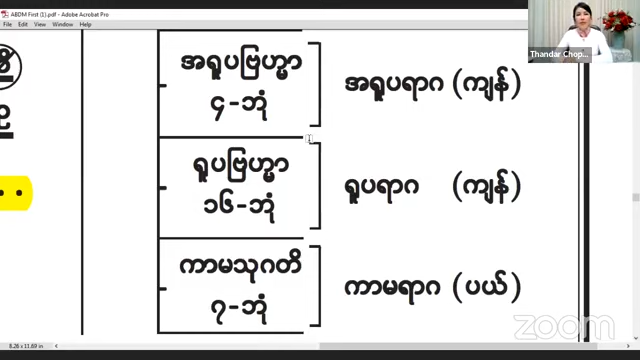 ABDM First (1).pdf - Adobe Acrobat Pro
File Edit View Window Help
အရူပဗြဟ္မာ
၄-ဘုံ
အရူပရာဂ (ကျန်)
ရူပဗြဟ္မာ
၁၆-ဘုံ
ရူပရာဂ (ကျန်)
ကာမသုဂတိ
၇-ဘုံ
ကာမရာဂ (ပယ်)
Thandar Chop...
8.26 x 11.69 in
zoom